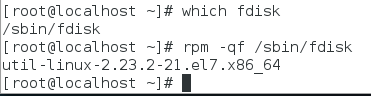 [root@localhost ~]# which fdisk
/sbin/fdisk
[root@localhost ~]# rpm -qf /sbin/fdisk
util-linux-2.23.2-21.el7.x86_64
[root@localhost ~]#